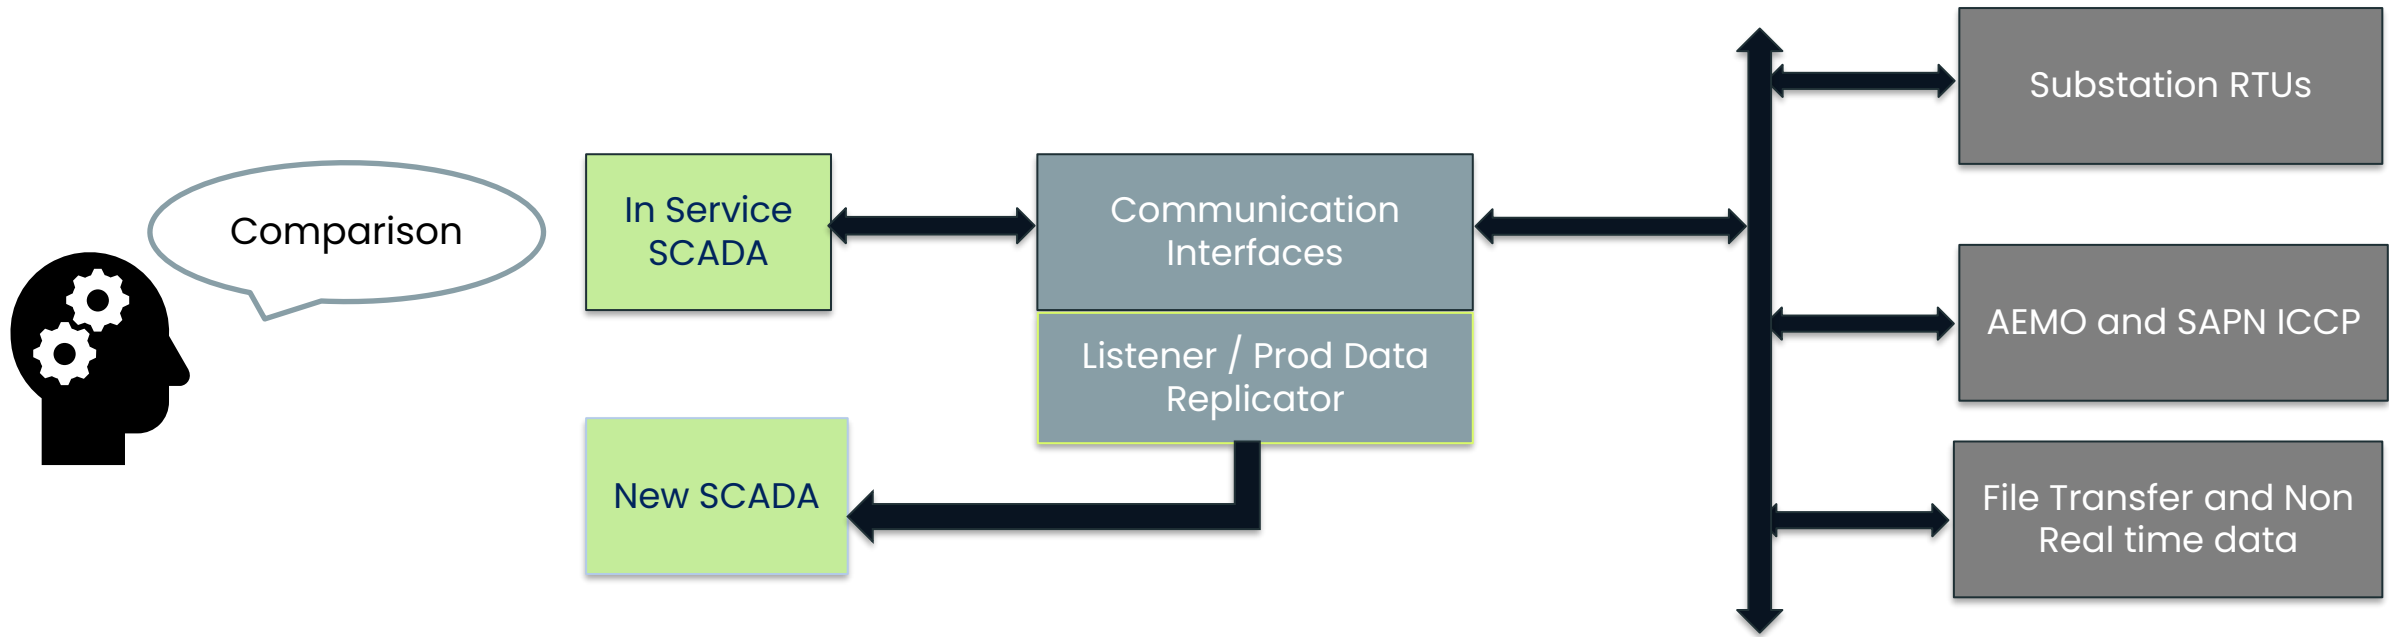 Comparison
In Service
SCADA
New SCADA
Communication
Interfaces
Listener / Prod Data
Replicator
Substation RTUs
AEMO and SAPN ICCP
File Transfer and Non
Real time data